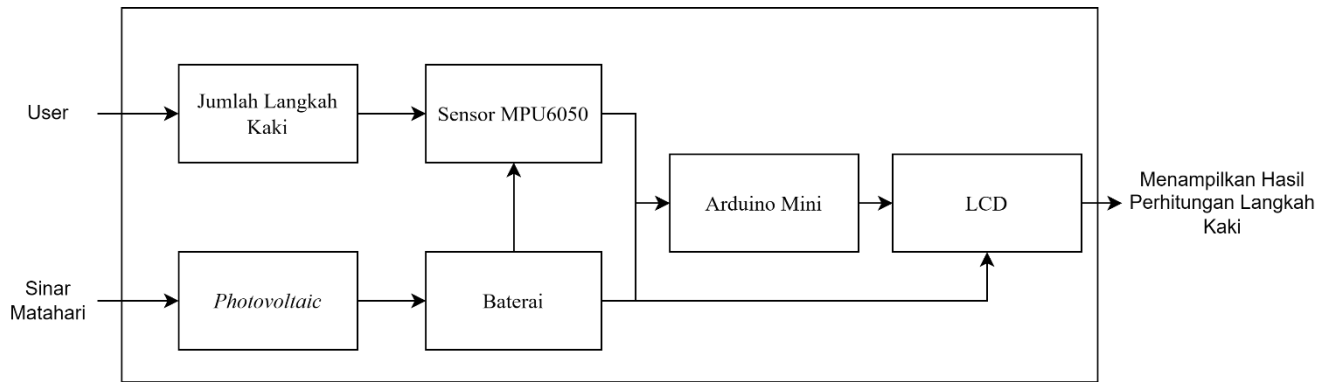 User
Jumlah Langkah
Kaki
Sensor MPU6050
Arduino Mini
LCD
Menampilkan Hasil
Perhitungan Langkah
Kaki
Sinar
Matahari
Photovoltaic
Baterai